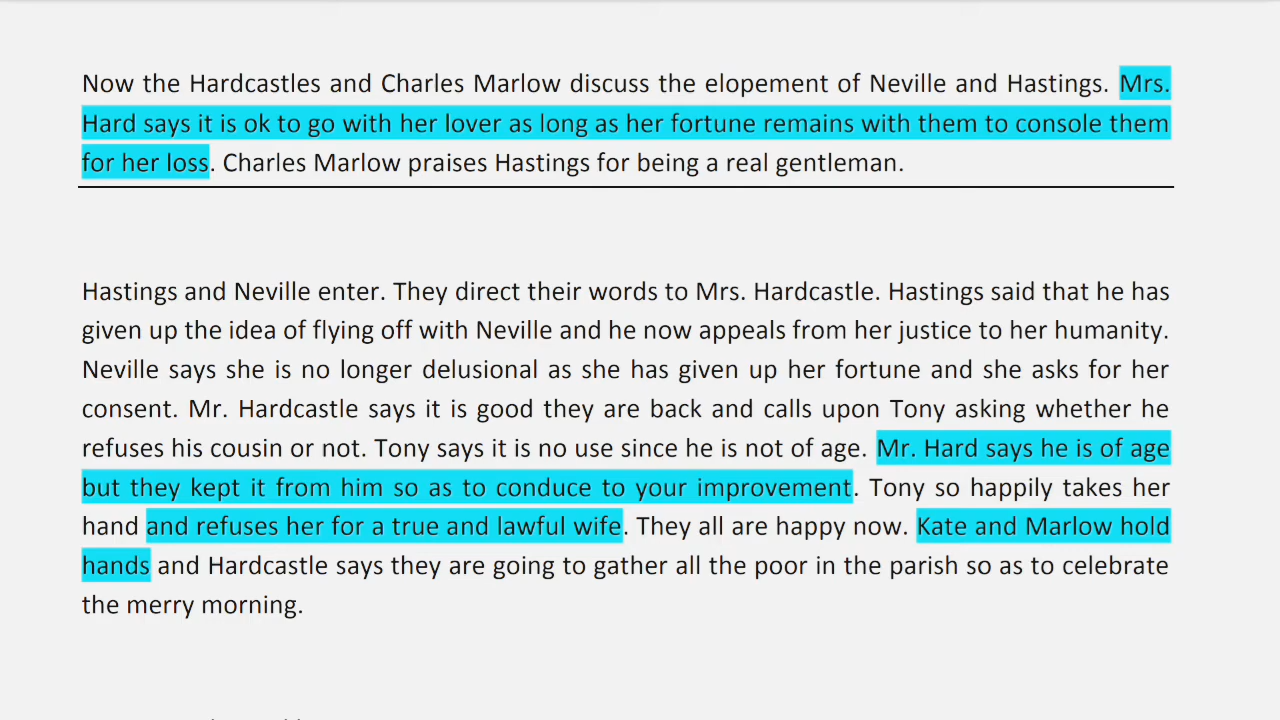 Now the Hardcastles and Charles Marlow discuss the elopement of Neville and Hastings. Mrs.
Hard says it is ok to go with her lover as long as her fortune remains with them to console them
for her loss. Charles Marlow praises Hastings for being a real gentleman.
Hastings and Neville enter. They direct their words to Mrs. Hardcastle. Hastings said that he has
given up the idea of flying off with Neville and he now appeals from her justice to her humanity.
Neville says she is no longer delusional as she has given up her fortune and she asks for her
consent. Mr. Hardcastle says it is good they are back and calls upon Tony asking whether he
refuses his cousin or not. Tony says it is no use since he is not of age. Mr. Hard says he is of age
but they kept it from him so as to conduce to your improvement. Tony so happily takes her
hand and refuses her for a true and lawful wife. They all are happy now. Kate and Marlow hold
hands and Hardcastle says they are going to gather all the poor in the parish so as to celebrate
the merry morning.